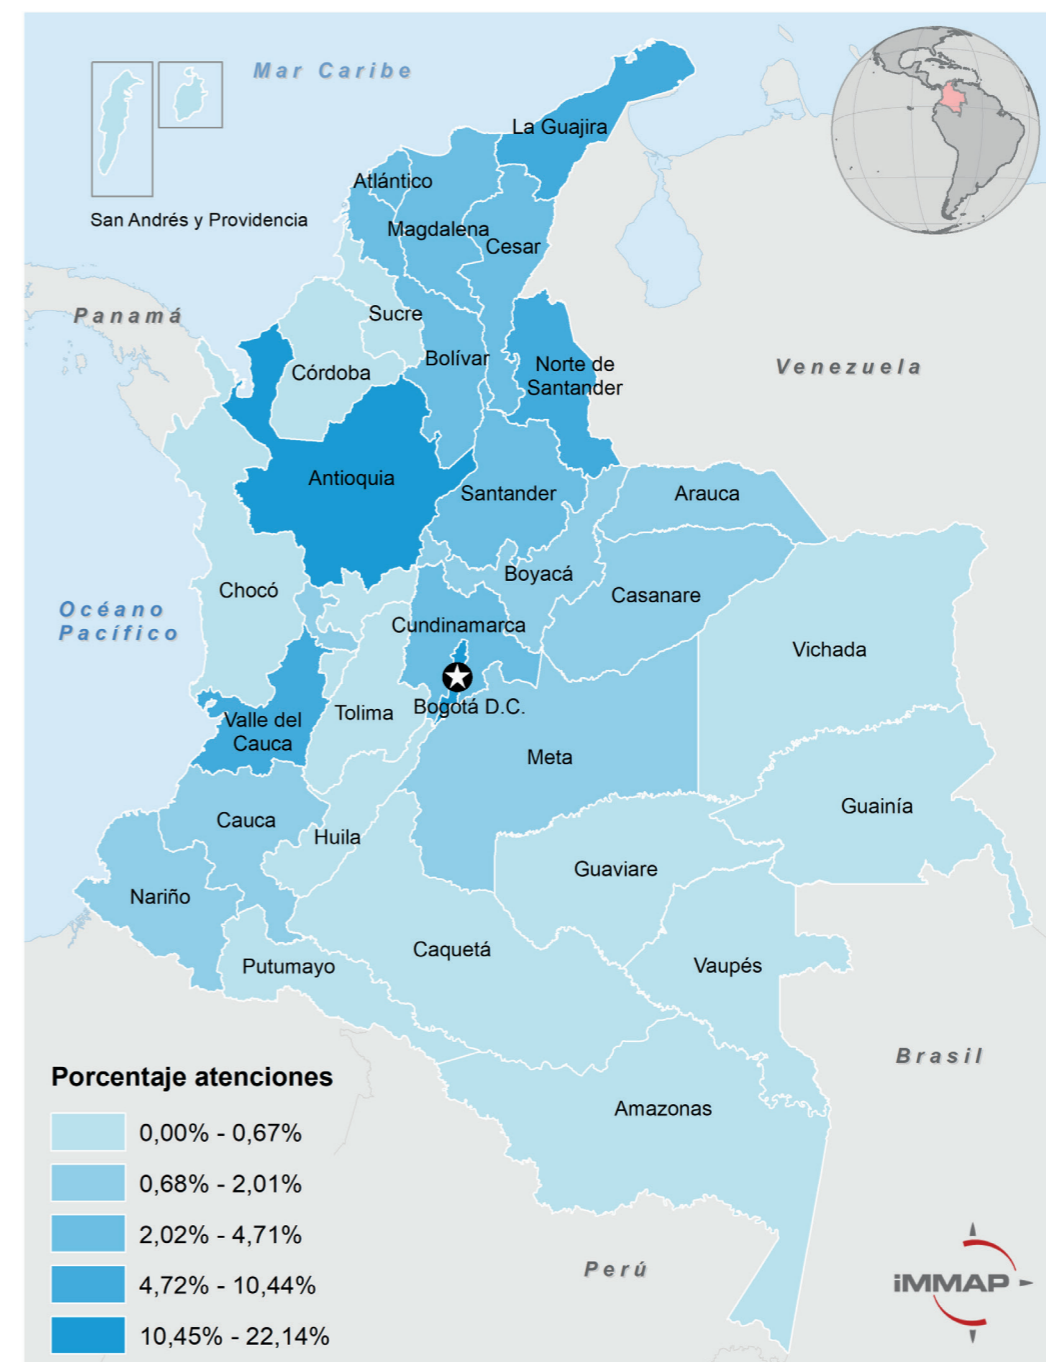 Mar Caribe
La Guajira
Atlántico
San Andrés y Providencia
Magdalena
Cesar
Panamá
Sucre
Bolívar
Córdoba
Norte de
Santander
Venezuela
Antioquia
Santander
Arauca
Boyacá
Chocó
Casanare
Océano
Pacífico
Cundinamarca
Vichada
Bogotá D.C.
Tolima
Valle del
Cauca
Meta
Guainía
Cauca
Huila
Guaviare
Nariño
Caquetá
Vaupés
Putumayo
Brasil
Amazonas
Perú
Porcentaje atenciones
0,00% - 0,67%
0,68% - 2,01%
2,02% - 4,71%
4,72% - 10,44%
10,45% - 22,14%
iMMAP